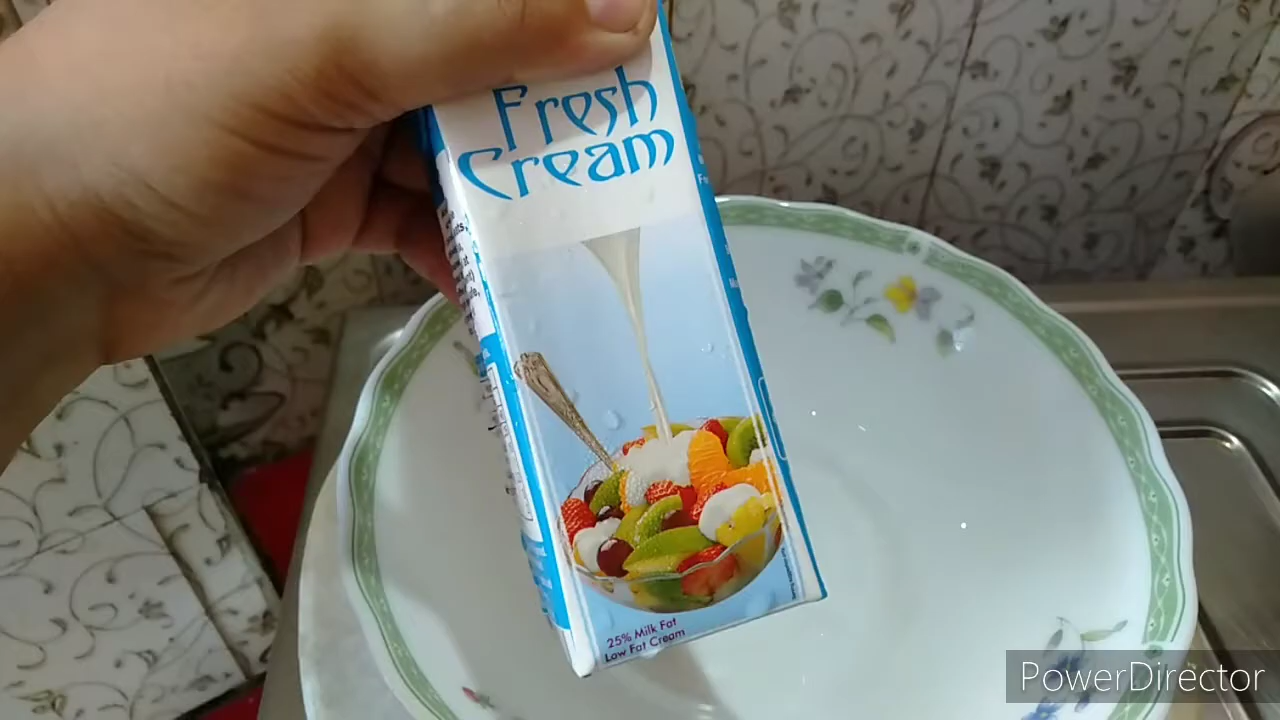 Fresh
Cream
25% Milk Fat
Low Fat Cream
PowerDirector